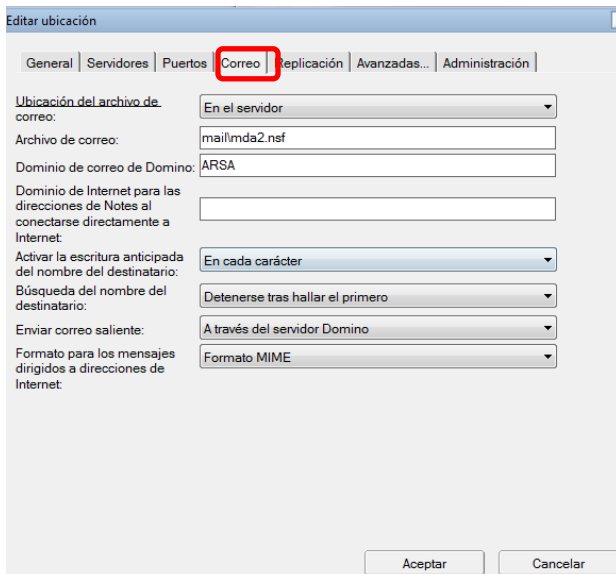 Editar ubicación
General Servidores Puertos Correo Replicación Avanzadas... Administración
Ubicación del archivo de
correo:
En el servidor
Archivo de correo:
mail\mda2.nsf
Dominio de correo de Domino:
ARSA
Dominio de Internet para las
direcciones de Notes al
conectarse directamente a
Internet:
Activar la escritura anticipada
del nombre del destinatario:
En cada carácter
Búsqueda del nombre del
destinatario:
Detenerse tras hallar el primero
Enviar correo saliente:
A través del servidor Domino
Formato para los mensajes
dirigidos a direcciones de
Internet:
Formato MIME
Aceptar Cancelar